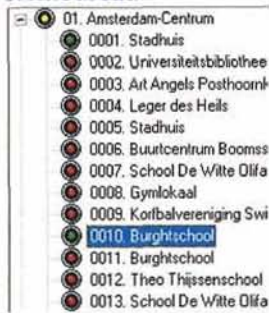 01. Amsterdam-Centrum
0001. Stadhuis
0002. Universiteitsbibliothee
0003. Art Angels Posthoornk
0004. Leger des Heils
0005. Stadhuis
0006. Buurtcentrum Boomss
0007. School De Witte Olifa
0008. Gymlokaal
0009. Korfbalvereniging Swi
0010. Burghtschool
0011. Burghtschool
0012. Theo Thijssenschool
0013. School De Witte Olifa